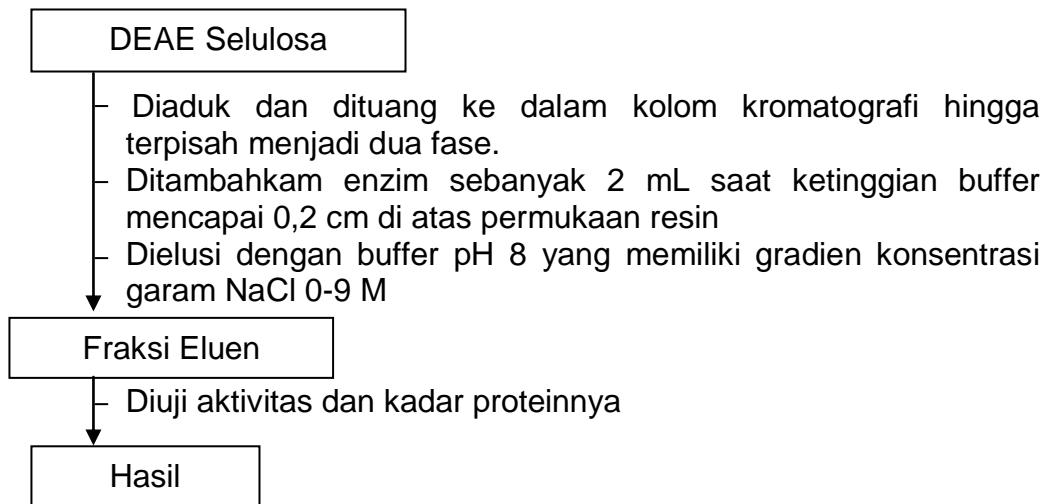 DEAE Selulosa
– Diaduk dan dituang ke dalam kolom kromatografi hingga
terpisah menjadi dua fase.
– Ditambahkam enzim sebanyak 2 mL saat ketinggian buffer
mencapai 0,2 cm di atas permukaan resin
– Dielusi dengan buffer pH 8 yang memiliki gradien konsentrasi
garam NaCl 0-9 M
Fraksi Eluen
– Diuji aktivitas dan kadar proteinnya
Hasil